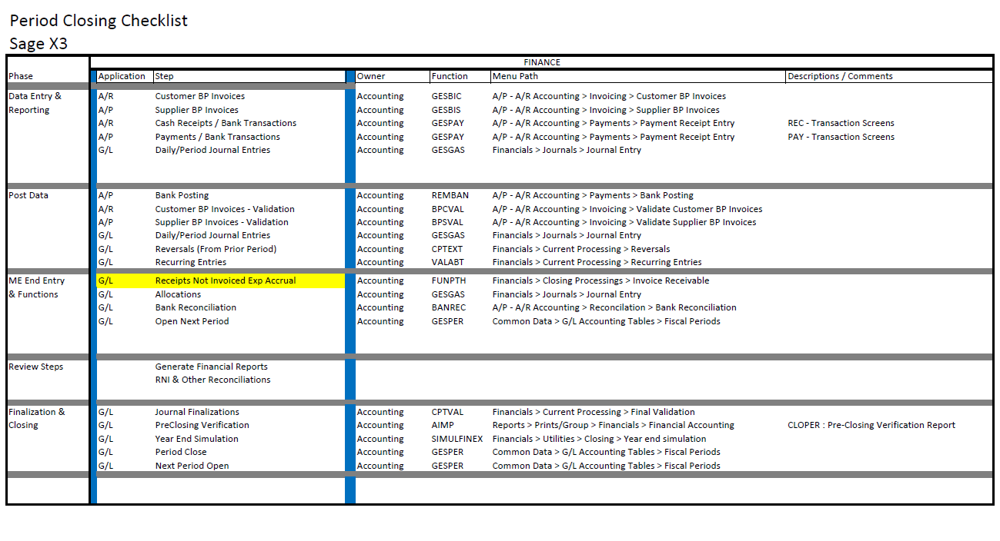 Period Closing Checklist
Sage X3
FINANCE
Phase Application Step Owner Function Menu Path Descriptions / Comments
Data Entry & A/R Customer BP Invoices Accounting GESBIC A/P - A/R Accounting > Invoicing > Customer BP Invoices
Reporting A/P Supplier BP Invoices Accounting GESBIS A/P - A/R Accounting > Invoicing > Supplier BP Invoices
A/R Cash Receipts / Bank Transactions Accounting GESPAY A/P - A/R Accounting > Payments > Payment Receipt Entry REC - Transaction Screens
A/P Payments / Bank Transactions Accounting GESPAY A/P - A/R Accounting > Payments > Payment Receipt Entry PAY - Transaction Screens
G/L Daily/Period Journal Entries Accounting GESGAS Financials > Journals > Journal Entry
Post Data A/P Bank Posting Accounting REMBAN A/P - A/R Accounting > Payments > Bank Posting
A/R Customer BP Invoices - Validation Accounting BPCVAL A/P - A/R Accounting > Invoicing > Validate Customer BP Invoices
A/P Supplier BP Invoices - Validation Accounting BPSVAL A/P - A/R Accounting > Invoicing > Validate Supplier BP Invoices
G/L Daily/Period Journal Entries Accounting GESGAS Financials > Journals > Journal Entry
G/L Reversals (From Prior Period) Accounting CPTEXT Financials > Current Processing > Reversals
G/L Recurring Entries Accounting VALABT Financials > Current Processing > Recurring Entries
ME End Entry G/L Receipts Not Invoiced Exp Accrual Accounting FUNPTH Financials > Closing Processings > Invoice Receivable
& Functions G/L Allocations Accounting GESGAS Financials > Journals > Journal Entry
G/L Bank Reconciliation Accounting BANREC A/P - A/R Accounting > Reconcilation > Bank Reconciliation
G/L Open Next Period Accounting GESPER Common Data > G/L Accounting Tables > Fiscal Periods
Review Steps Generate Financial Reports
RNI & Other Reconciliations
Finalization & G/L Journal Finalizations Accounting CPTVAL Financials > Current Processing > Final Validation
Closing G/L PreClosing Verification Accounting AIMP Reports > Prints/Group > Financials > Financial Accounting CLOPER : Pre-Closing Verification Report
G/L Year End Simulation Accounting SIMULFINEX Financials > Utilities > Closing > Year end simulation
G/L Period Close Accounting GESPER Common Data > G/L Accounting Tables > Fiscal Periods
G/L Next Period Open Accounting GESPER Common Data > G/L Accounting Tables > Fiscal Periods